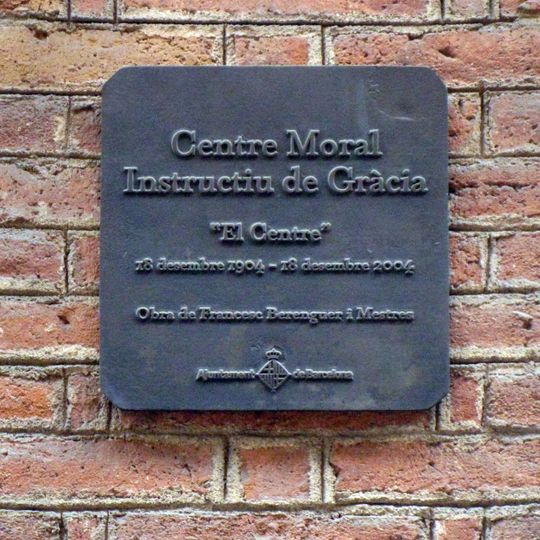 Centre Moral
Instructiu de Gràcia
"El Centre"
18 desembre 1904 - 18 desembre 2004
Obra de Francesc Berenguer i Mestres
Ajuntament de Barcelona